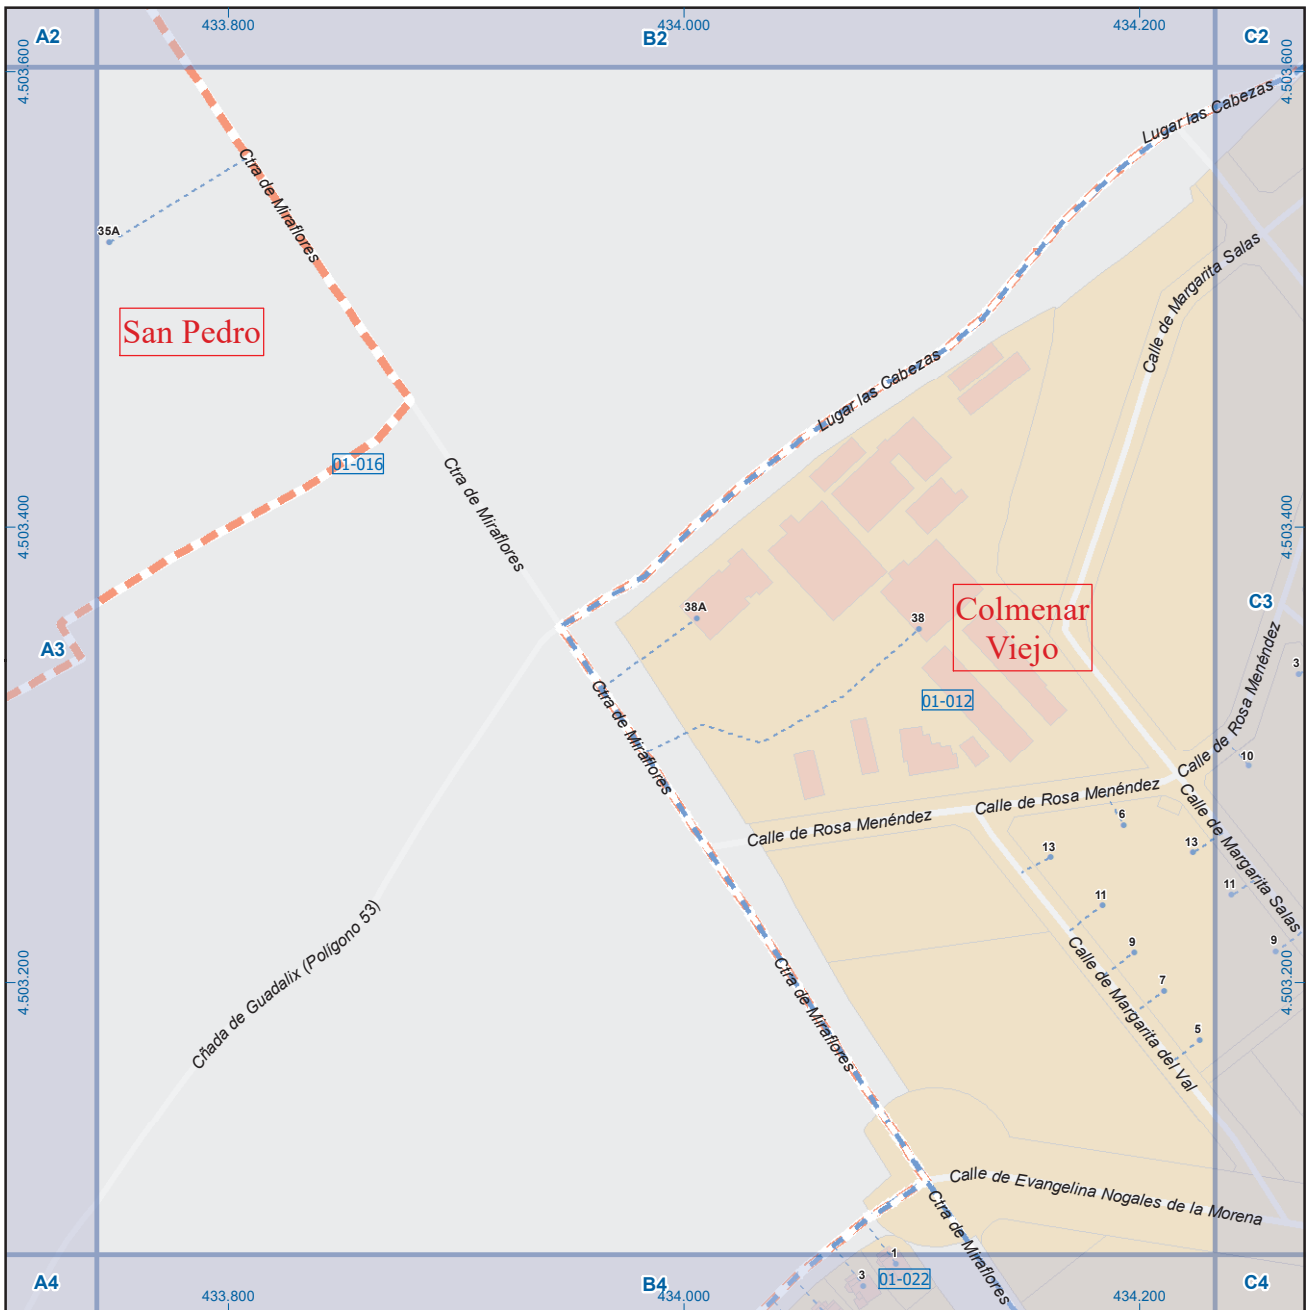 433.800
434.000
434.200
A2
B2
C2
4.503.600
4.503.600
Lugar las Cabezas
Ctra de Miraflores
35A
Calle de Margarita Salas
San Pedro
Lugar las Cabezas
01-016
Ctra de Miraflores
4.503.400
4.503.400
38A
38
Colmenar
Viejo
C3
A3
3
Calle de Rosa Menéndez
01-012
Ctra de Miraflores
10
Calle de Rosa Menéndez
Calle de Rosa Menéndez
6
13
13
Calle de Margarita Salas
11
11
9
9
Cñada de Guadalix (Polígono 53)
Ctra de Miraflores
Calle de Margarita del Val
7
4.503.200
4.503.200
5
Calle de Evangelina Nogales de la Morena
Ctra de Miraflores
1
3
01-022
A4
B4
C4
433.800
434.000
434.200